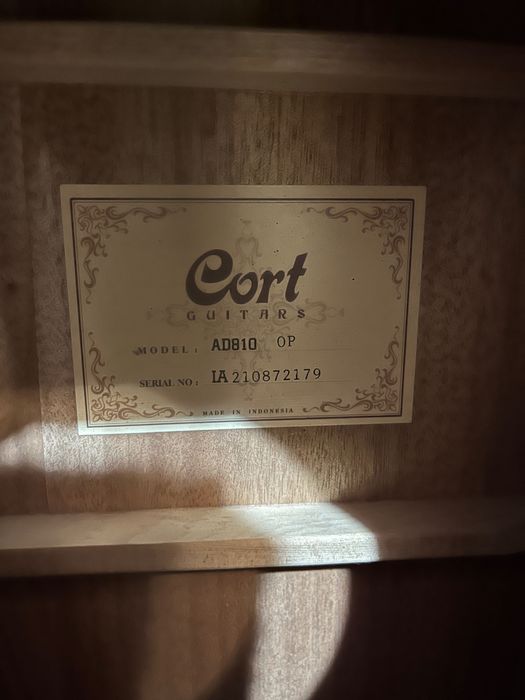 Cort
GUITARS
MODEL: AD810 OP
SERIAL NO: IA210872179
MADE IN INDONESIA